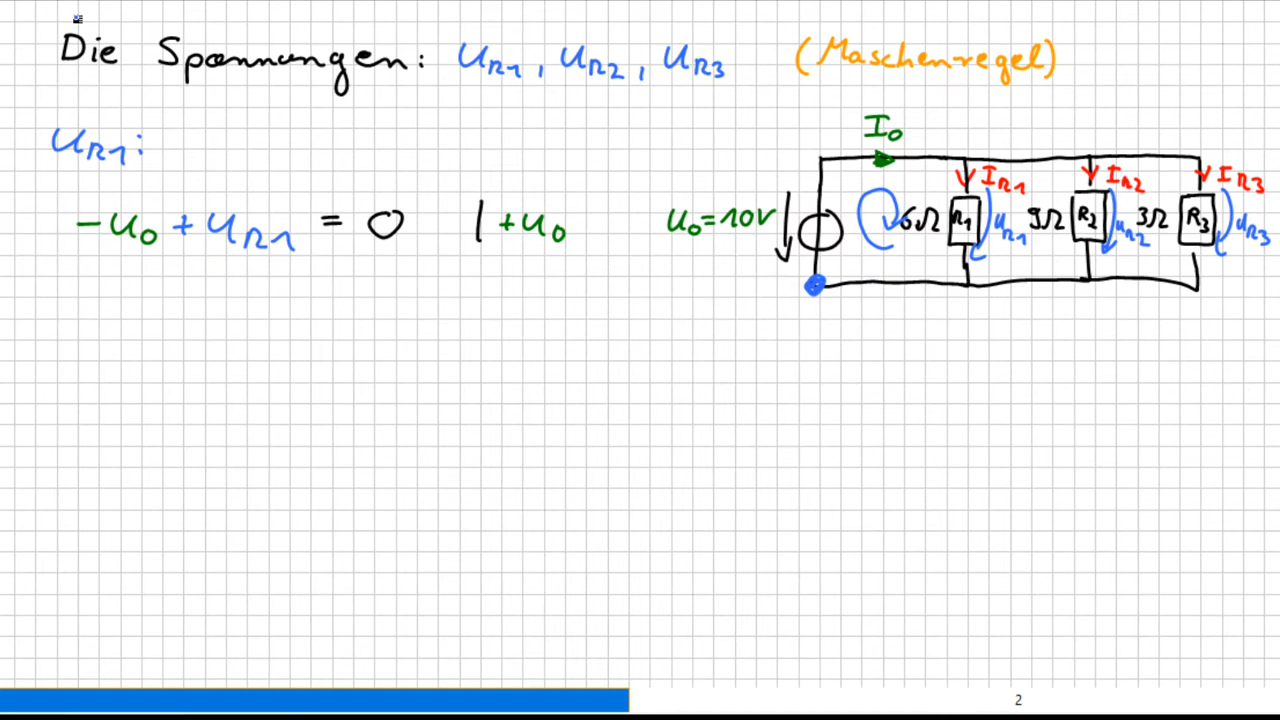 Die Spannungen: U_R1, U_R2, U_R3 (Maschenregel)
U_R1:
-U_0 + U_R1 = 0 | +U_0
I_0
I_R1 I_R2 I_R3
U_0=10V 6Ω R_1 U_R1 9Ω R_2 U_R2 3Ω R_3 U_R3
2